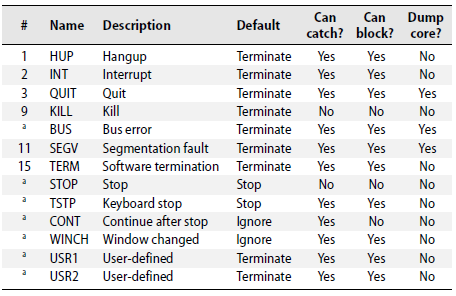 # Name Description Default Can catch? Can block? Dump core?
1 HUP Hangup Terminate Yes Yes No
2 INT Interrupt Terminate Yes Yes No
3 QUIT Quit Terminate Yes Yes Yes
9 KILL Kill Terminate No No No
a BUS Bus error Terminate Yes Yes Yes
11 SEGV Segmentation fault Terminate Yes Yes Yes
15 TERM Software termination Terminate Yes Yes No
a STOP Stop Stop No No No
a TSTP Keyboard stop Stop Yes Yes No
a CONT Continue after stop Ignore Yes No No
a WINCH Window changed Ignore Yes Yes No
a USR1 User-defined Terminate Yes Yes No
a USR2 User-defined Terminate Yes Yes No